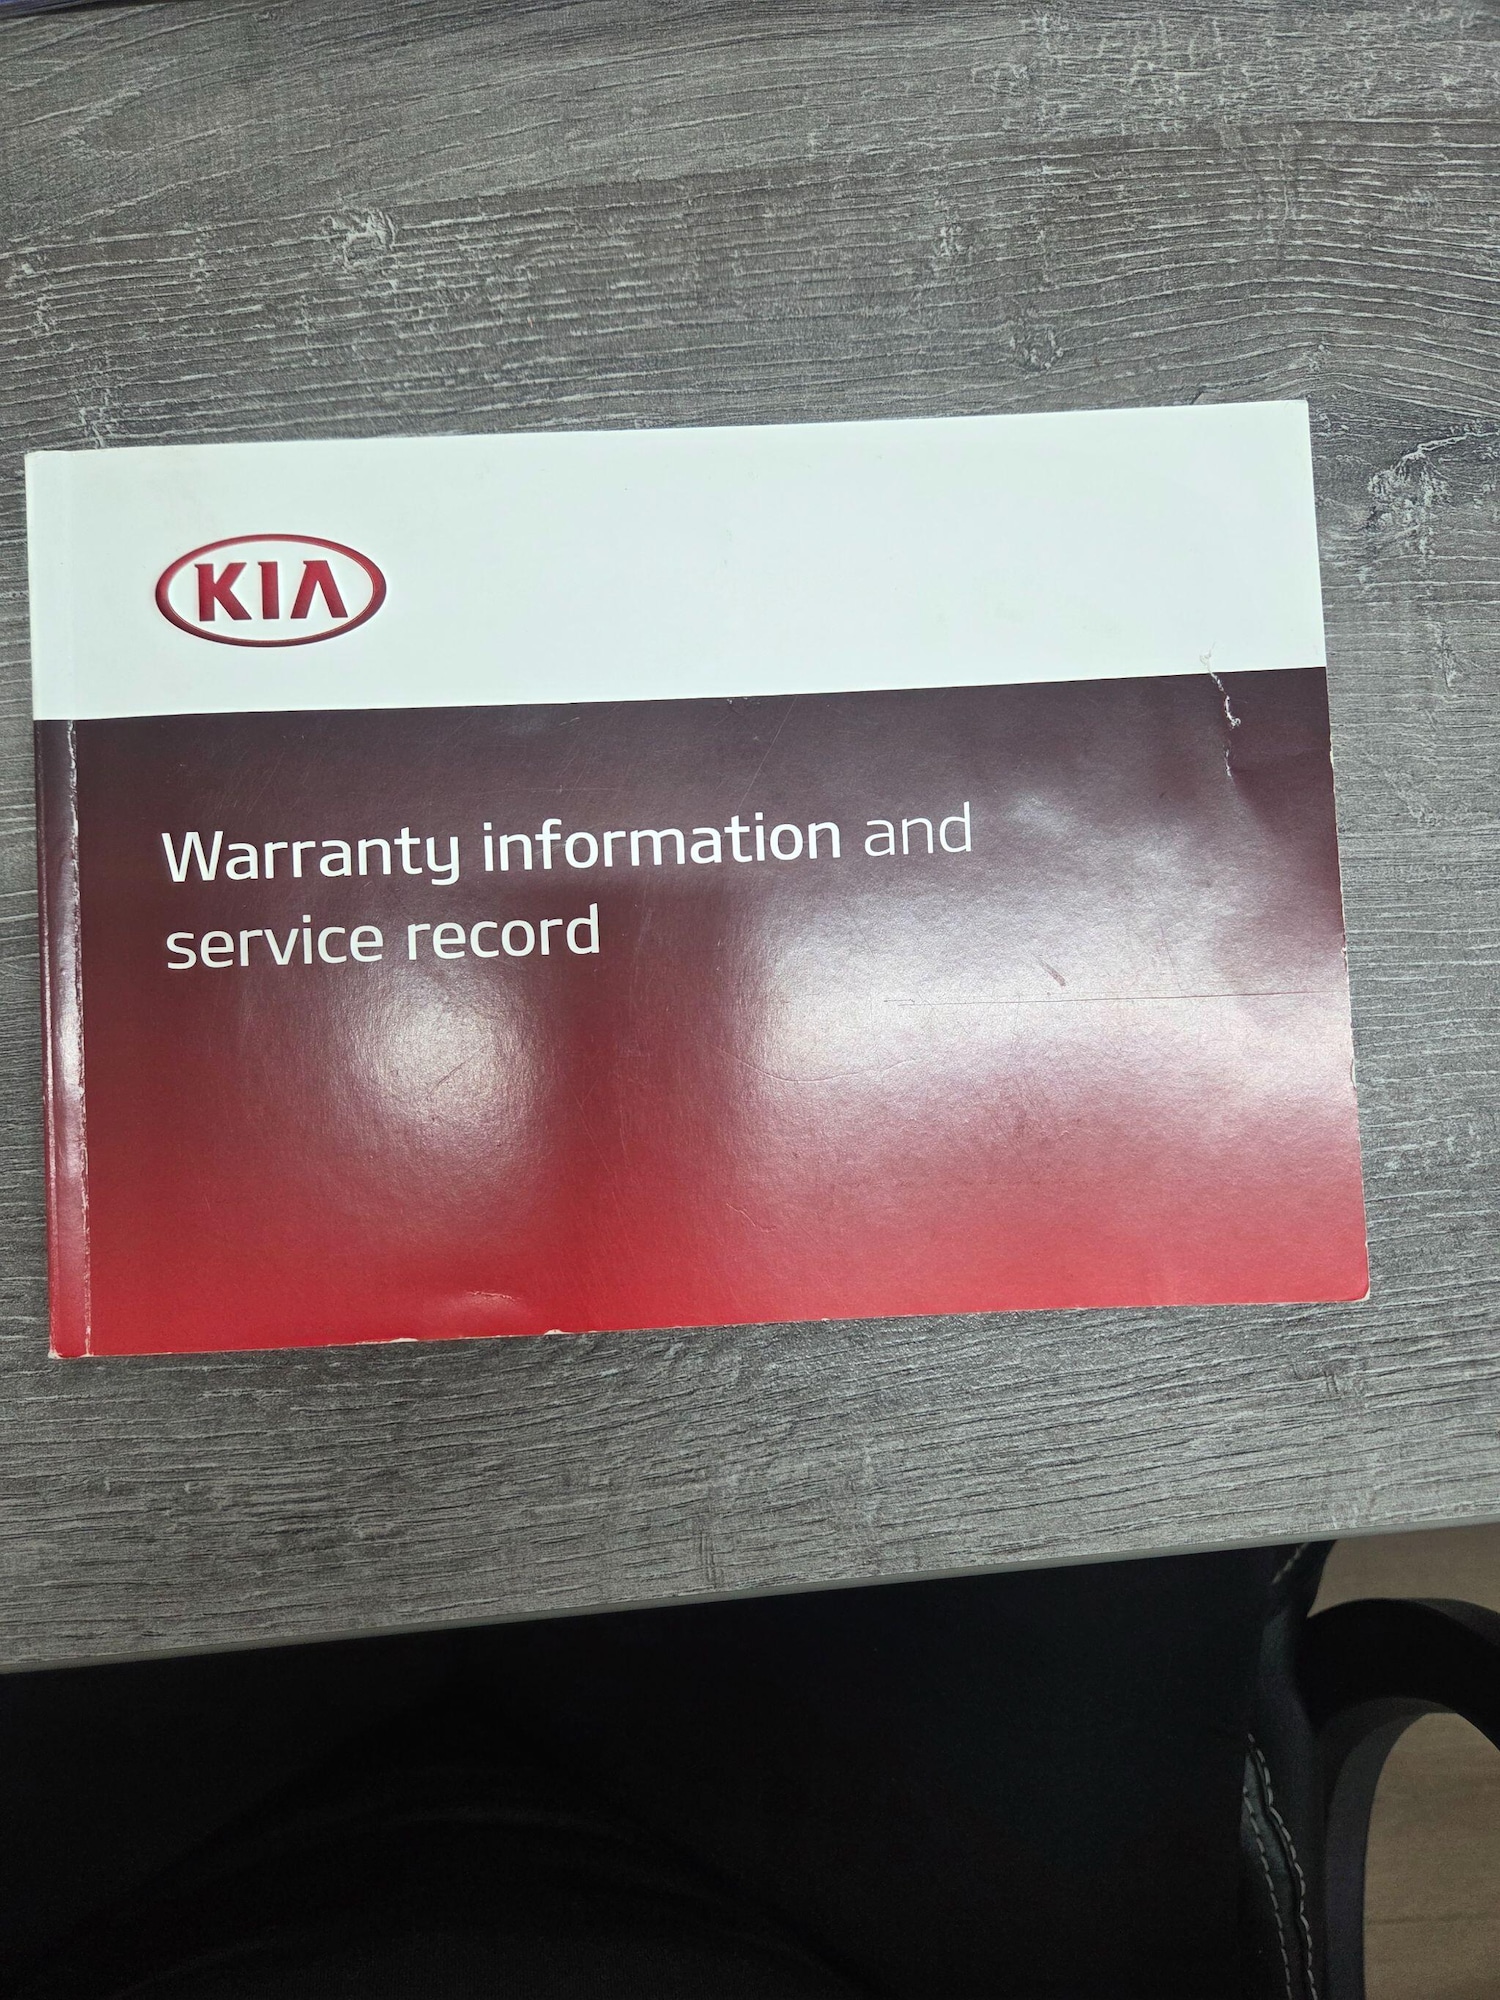 KIA
Warranty information and
service record